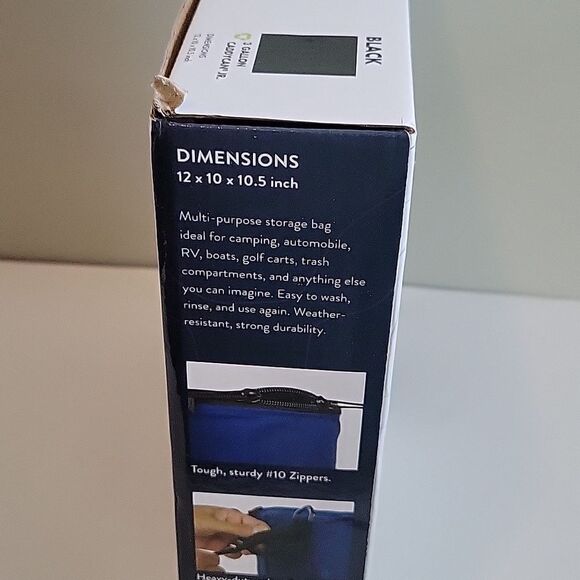 BLACK
3 GALLON
CADDYCAN JR.
DIMENSIONS
DIMENSIONS
12 x 10 x 10.5 inch
Multi-purpose storage bag
ideal for camping, automobile,
RV, boats, golf carts, trash
compartments, and anything else
you can imagine. Easy to wash,
rinse, and use again. Weather-
resistant, strong durability.
Tough, sturdy #10 Zippers.